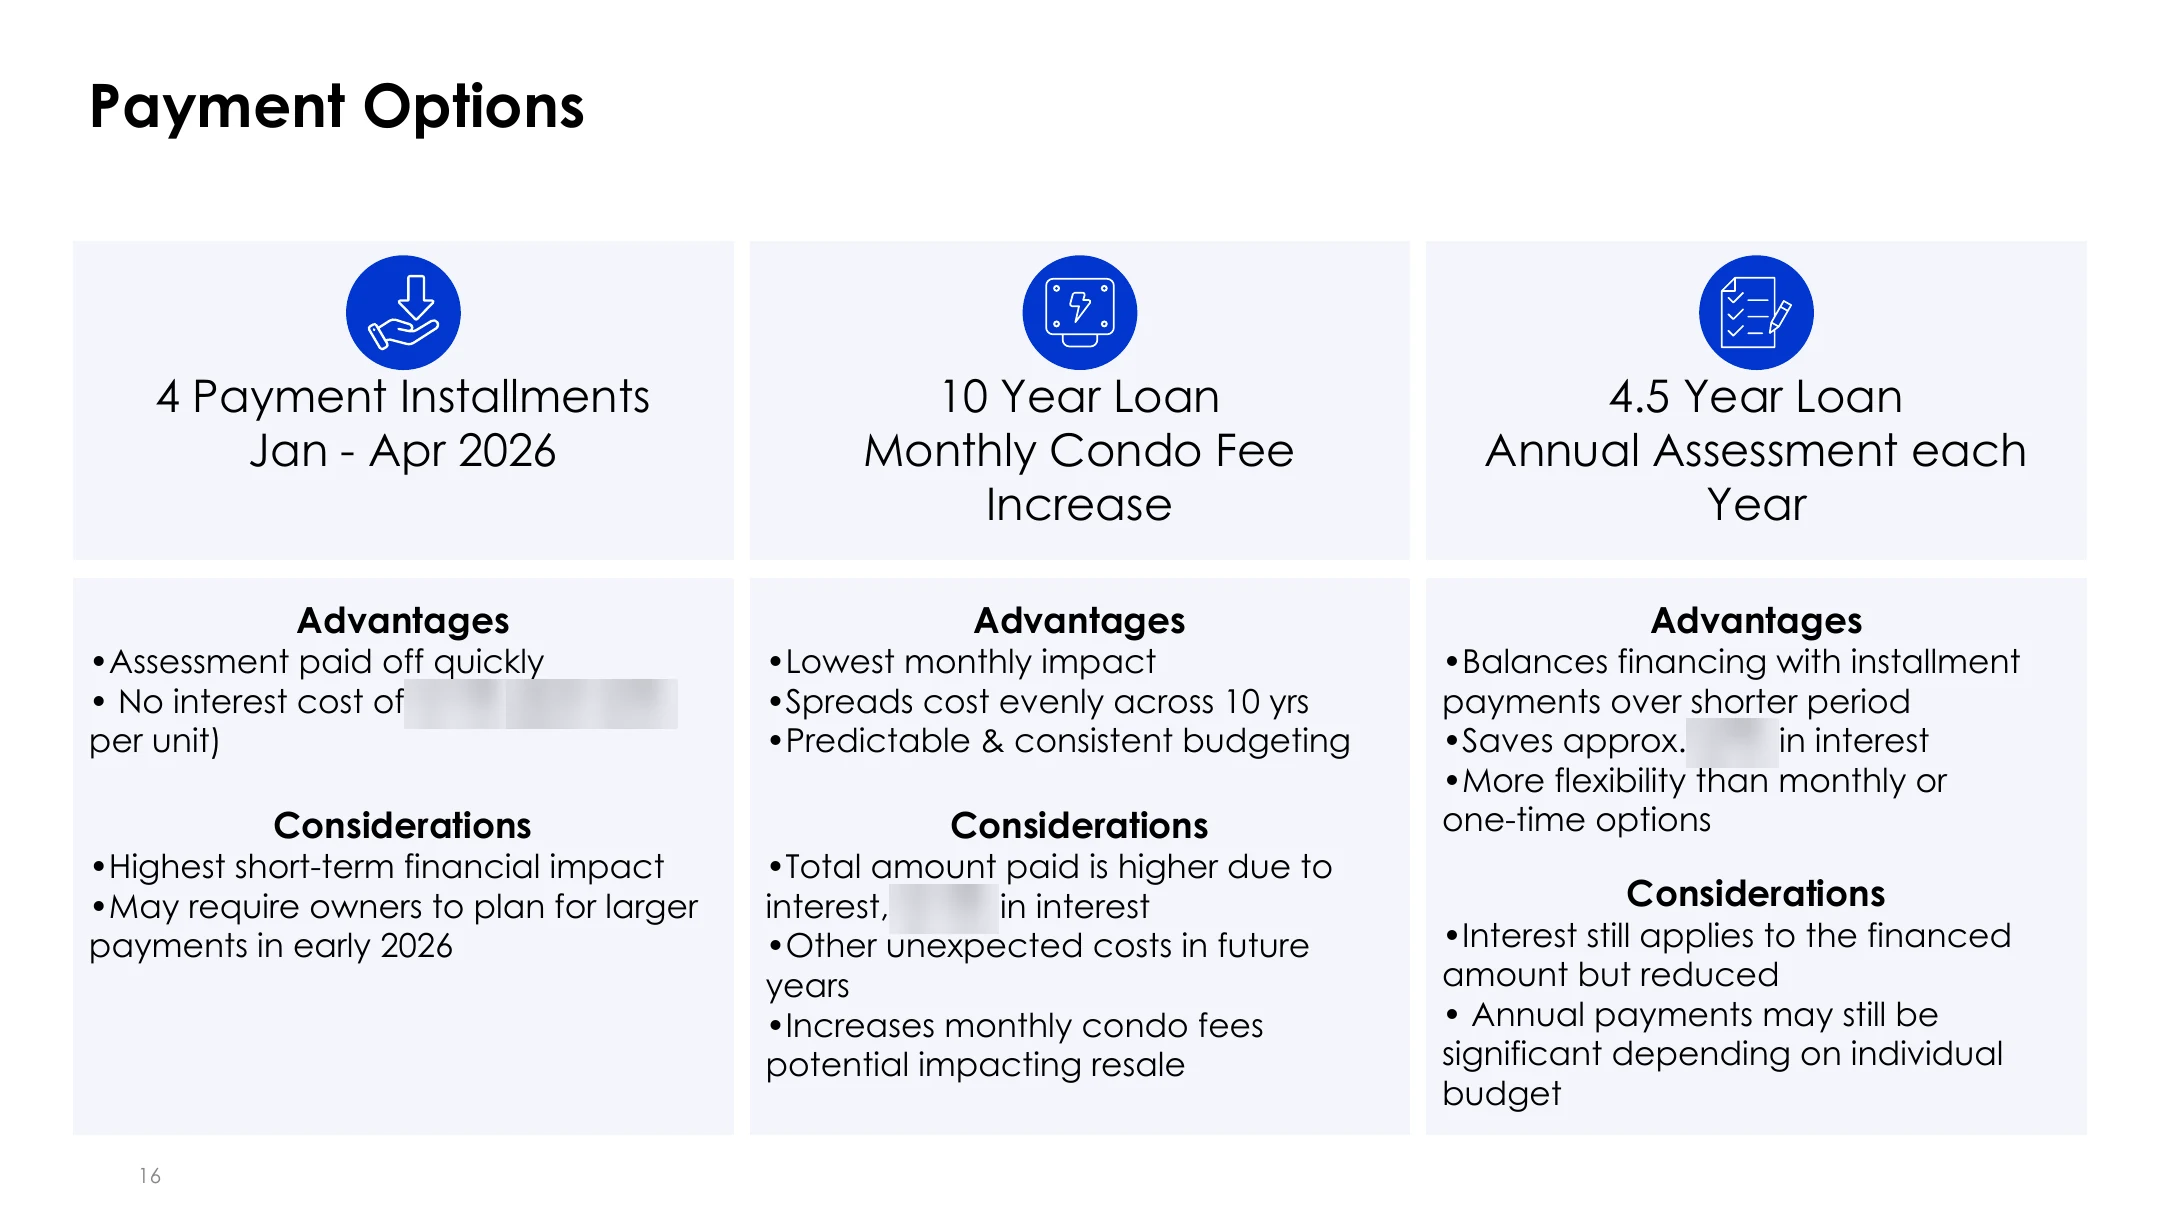 Payment Options
4 Payment Installments
Jan - Apr 2026
10 Year Loan
Monthly Condo Fee
Increase
4.5 Year Loan
Annual Assessment each
Year
Advantages
•Assessment paid off quickly
• No interest cost of
per unit)
Considerations
•Highest short-term financial impact
•May require owners to plan for larger
payments in early 2026
Advantages
•Lowest monthly impact
•Spreads cost evenly across 10 yrs
•Predictable & consistent budgeting
Considerations
•Total amount paid is higher due to
interest, in interest
•Other unexpected costs in future
years
•Increases monthly condo fees
potential impacting resale
Advantages
•Balances financing with installment
payments over shorter period
•Saves approx. in interest
•More flexibility than monthly or
one-time options
Considerations
•Interest still applies to the financed
amount but reduced
• Annual payments may still be
significant depending on individual
budget
16